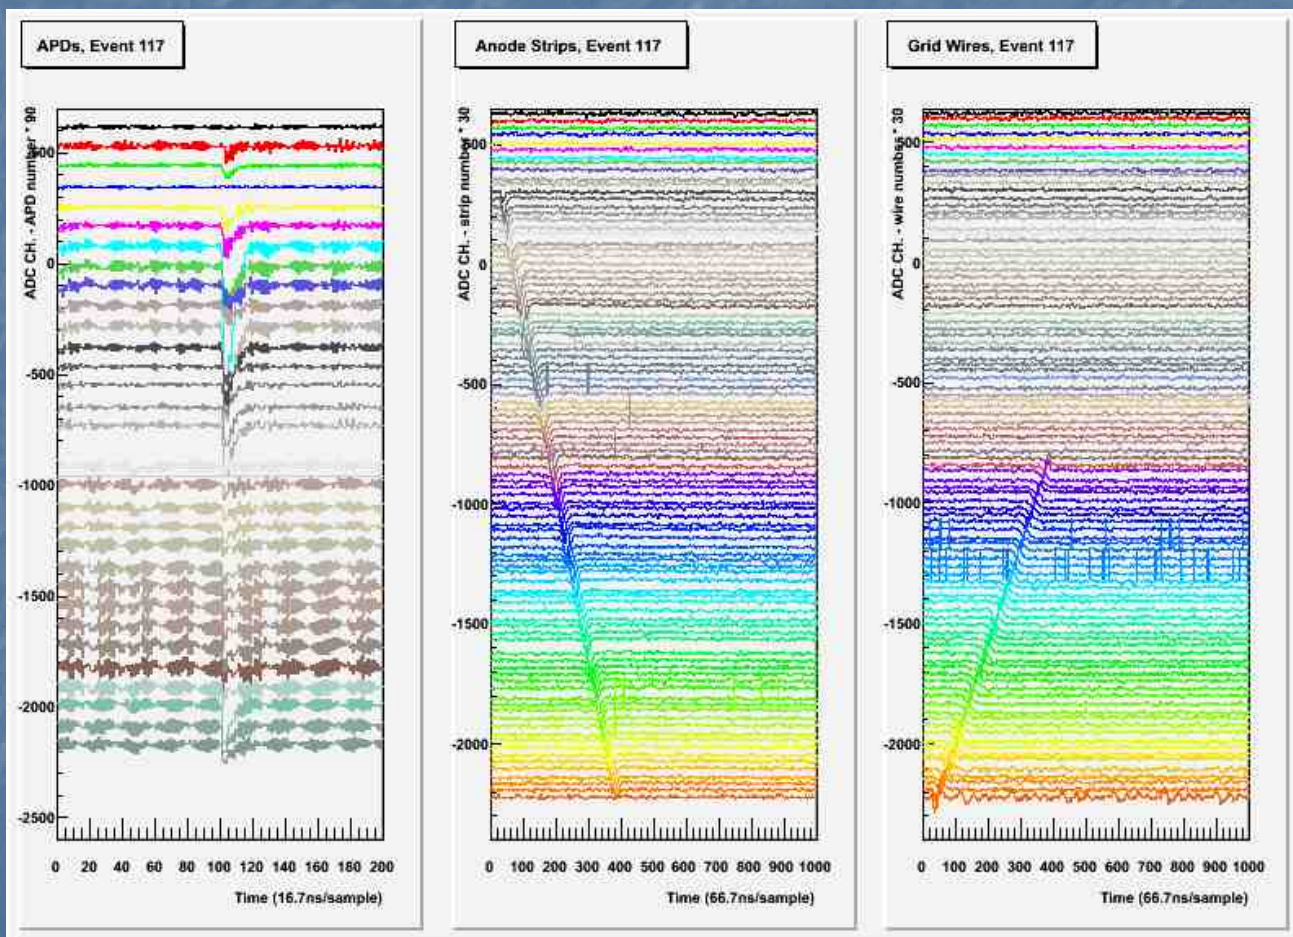 APDs, Event 117
ADC CH. - APD number * 90
500
0
-500
-1000
-1500
-2000
-2500
0 20 40 60 80 100 120 140 160 180 200
Time (16.7ns/sample)
Anode Strips, Event 117
ADC CH. - strip number * 30
500
0
-500
-1000
-1500
-2000
0 100 200 300 400 500 600 700 800 900 1000
Time (66.7ns/sample)
Grid Wires, Event 117
ADC CH. - wire number * 30
500
0
-500
-1000
-1500
-2000
0 100 200 300 400 500 600 700 800 900 1000
Time (66.7ns/sample)